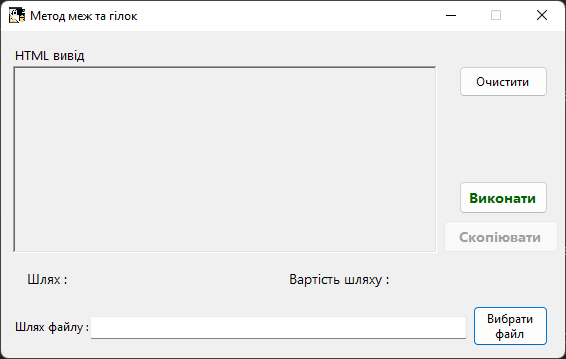 Метод меж та гілок
HTML вивід
Очистити
Виконати
Скопіювати
Шлях :
Вартість шляху :
Шлях файлу :
Вибрати
файл